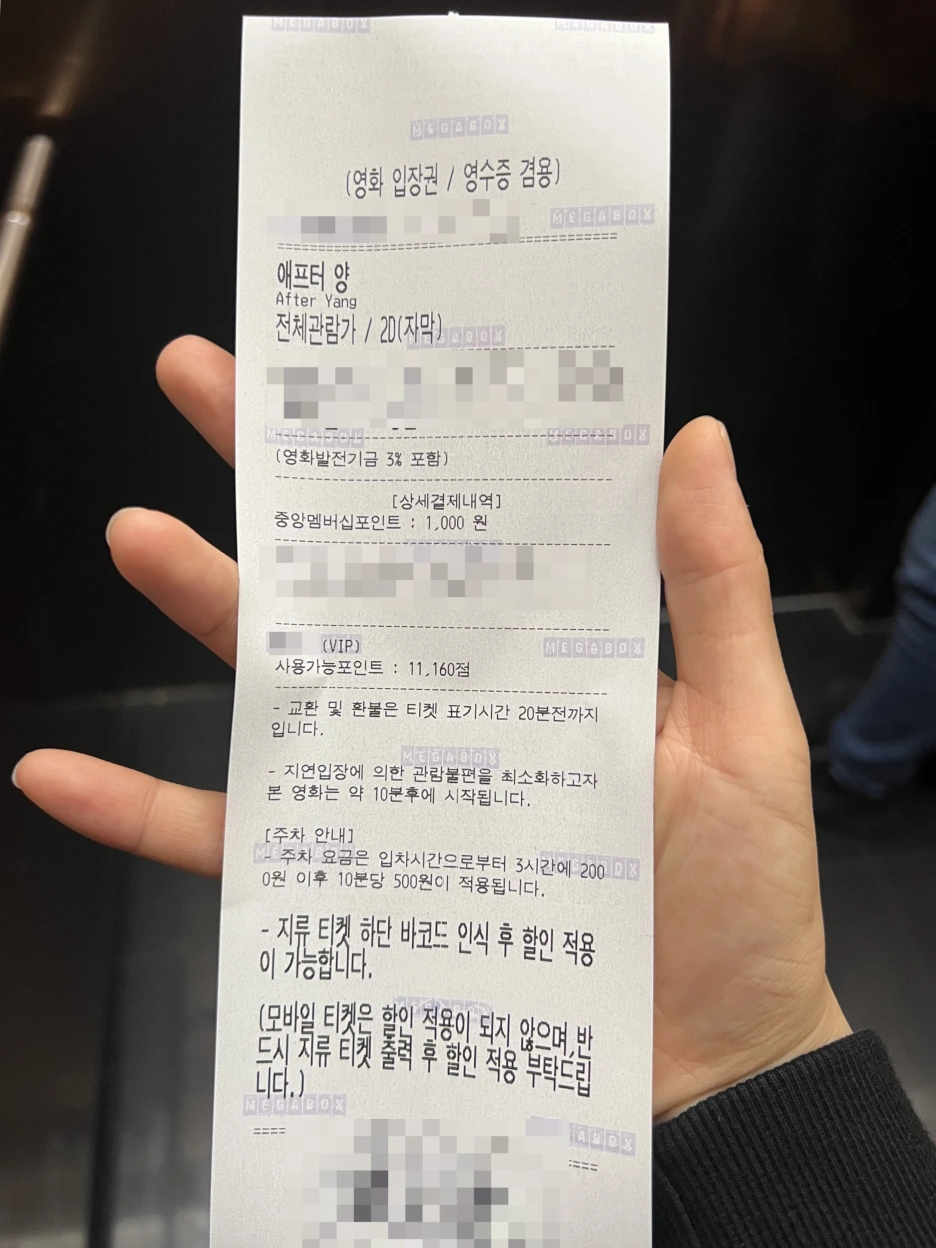 MEGABOX
MEGABOX
MEGABOX
(영화 입장권 / 영수증 겸용)
MEGABOX
애프터 양
After Yang
전체관람가 / 2D(자막)
MEGABOX
MEGABOX
MEGABOX
(영화발전기금 3% 포함)
[상세결제내역]
중앙멤버십포인트 : 1,000 원
(VIP)
MEGABOX
사용가능포인트 : 11,160점
- 교환 및 환불은 티켓 표기시간 20분전까지
입니다.
MEGABOX
- 지연입장에 의한 관람불편을 최소화하고자
본 영화는 약 10분후에 시작됩니다.
[주차 안내]
MEGABOX
MEGABOX
- 주차 요금은 입차시간으로부터 3시간에 200
0원 이후 10분당 500원이 적용됩니다.
- 지류 티켓 하단 바코드 인식 후 할인 적용
이 가능합니다.
(모바일 티켓은 할인 적용이 되지 않으며,반
드시 지류 티켓 출력 후 할인 적용 부탁드립
니다.)
MEGABOX